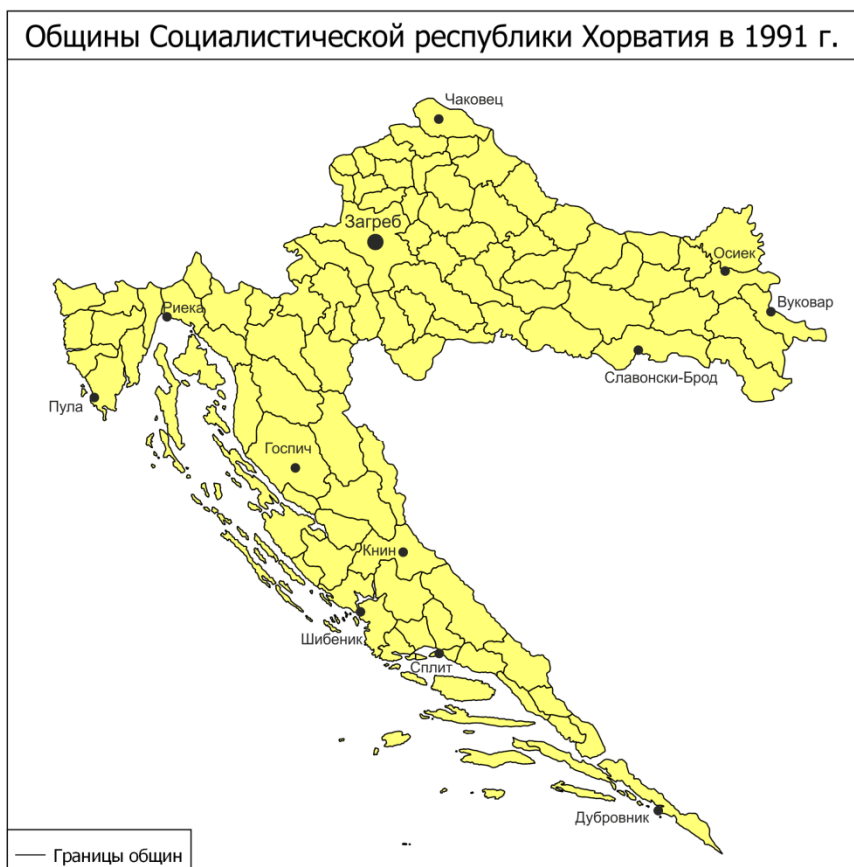 Общины Социалистической республики Хорватия в 1991 г.
Чаковец
Загреб
Осиек
Риека
Вуковар
Славонски-Брод
Пула
Госпич
Книн
Шибеник
Сплит
Дубровник
Границы общин